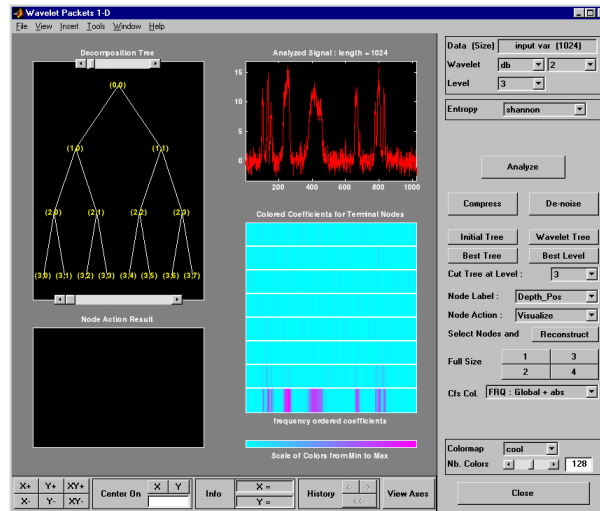 Wavelet Packets 1-D
File View Insert Tools Window Help
Decomposition Tree
(0,0)
(1,0) (1,1)
(2,0) (2,1) (2,2) (2,3)
(3,0) (3,1) (3,2) (3,3) (3,4) (3,5) (3,6) (3,7)
Node Action Result
Analyzed Signal : length = 1024
15
10
5
0
200 400 600 800 1000
Colored Coefficients for Terminal Nodes
frequency ordered coefficients
Scale of Colors from Min to Max
Data (Size) input var (1024)
Wavelet db 2
Level 3
Entropy shannon
Analyze
Compress De-noise
Initial Tree Wavelet Tree
Best Tree Best Level
Cut Tree at Level : 3
Node Label : Depth_Pos
Node Action : Visualize
Select Nodes and Reconstruct
Full Size 1 3
2 4
Cfs Col. FRQ : Global + abs
Colormap cool
Nb. Colors 128
X+ Y+ XY+
X- Y- XY-
Center On X Y
Info X =
Y =
History <- ->
<<-
View Axes
Close